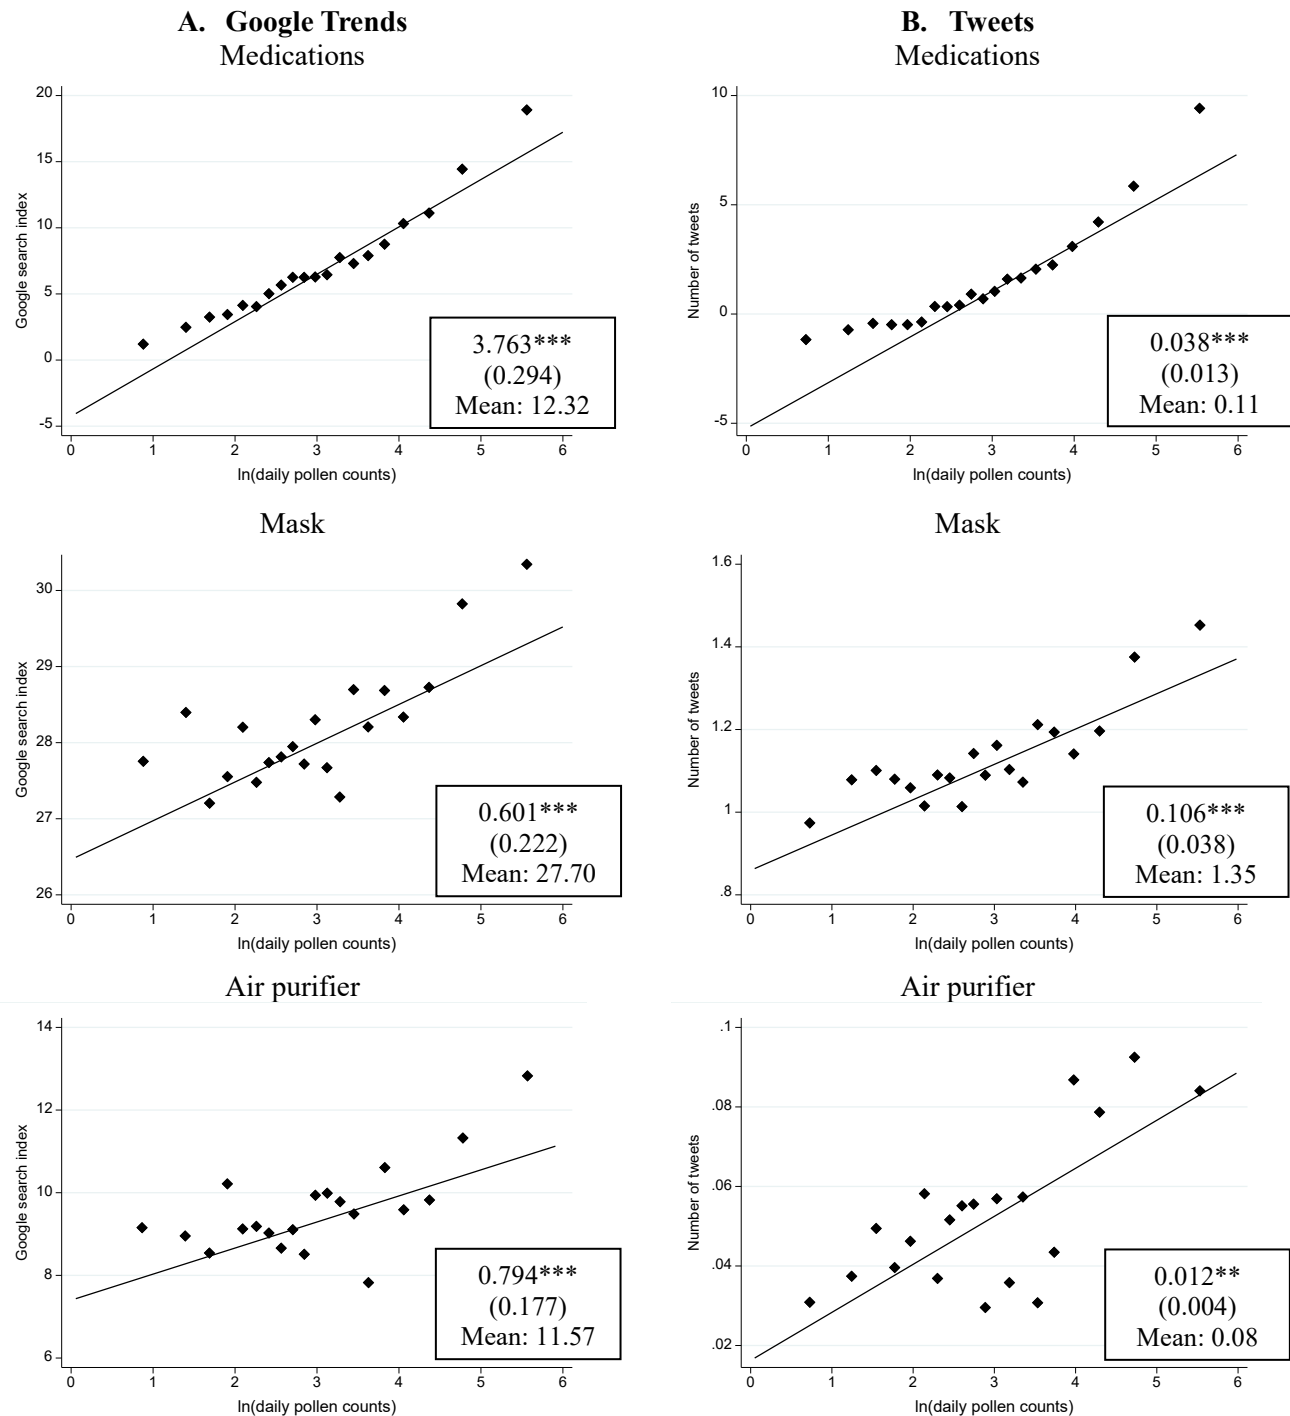 A. Google Trends
Medications
20
15
10
5
0
-5
Google search index
0 1 2 3 4 5 6
ln(daily pollen counts)
3.763***
(0.294)
Mean: 12.32
B. Tweets
Medications
10
5
0
-5
Number of tweets
0 1 2 3 4 5 6
ln(daily pollen counts)
0.038***
(0.013)
Mean: 0.11
Mask
30
29
28
27
26
Google search index
0 1 2 3 4 5 6
ln(daily pollen counts)
0.601***
(0.222)
Mean: 27.70
Mask
1.6
1.4
1.2
1
.8
Number of tweets
0 1 2 3 4 5 6
ln(daily pollen counts)
0.106***
(0.038)
Mean: 1.35
Air purifier
14
12
10
8
6
Google search index
0 1 2 3 4 5 6
ln(daily pollen counts)
0.794***
(0.177)
Mean: 11.57
Air purifier
.1
.08
.06
.04
.02
Number of tweets
0 1 2 3 4 5 6
ln(daily pollen counts)
0.012**
(0.004)
Mean: 0.08